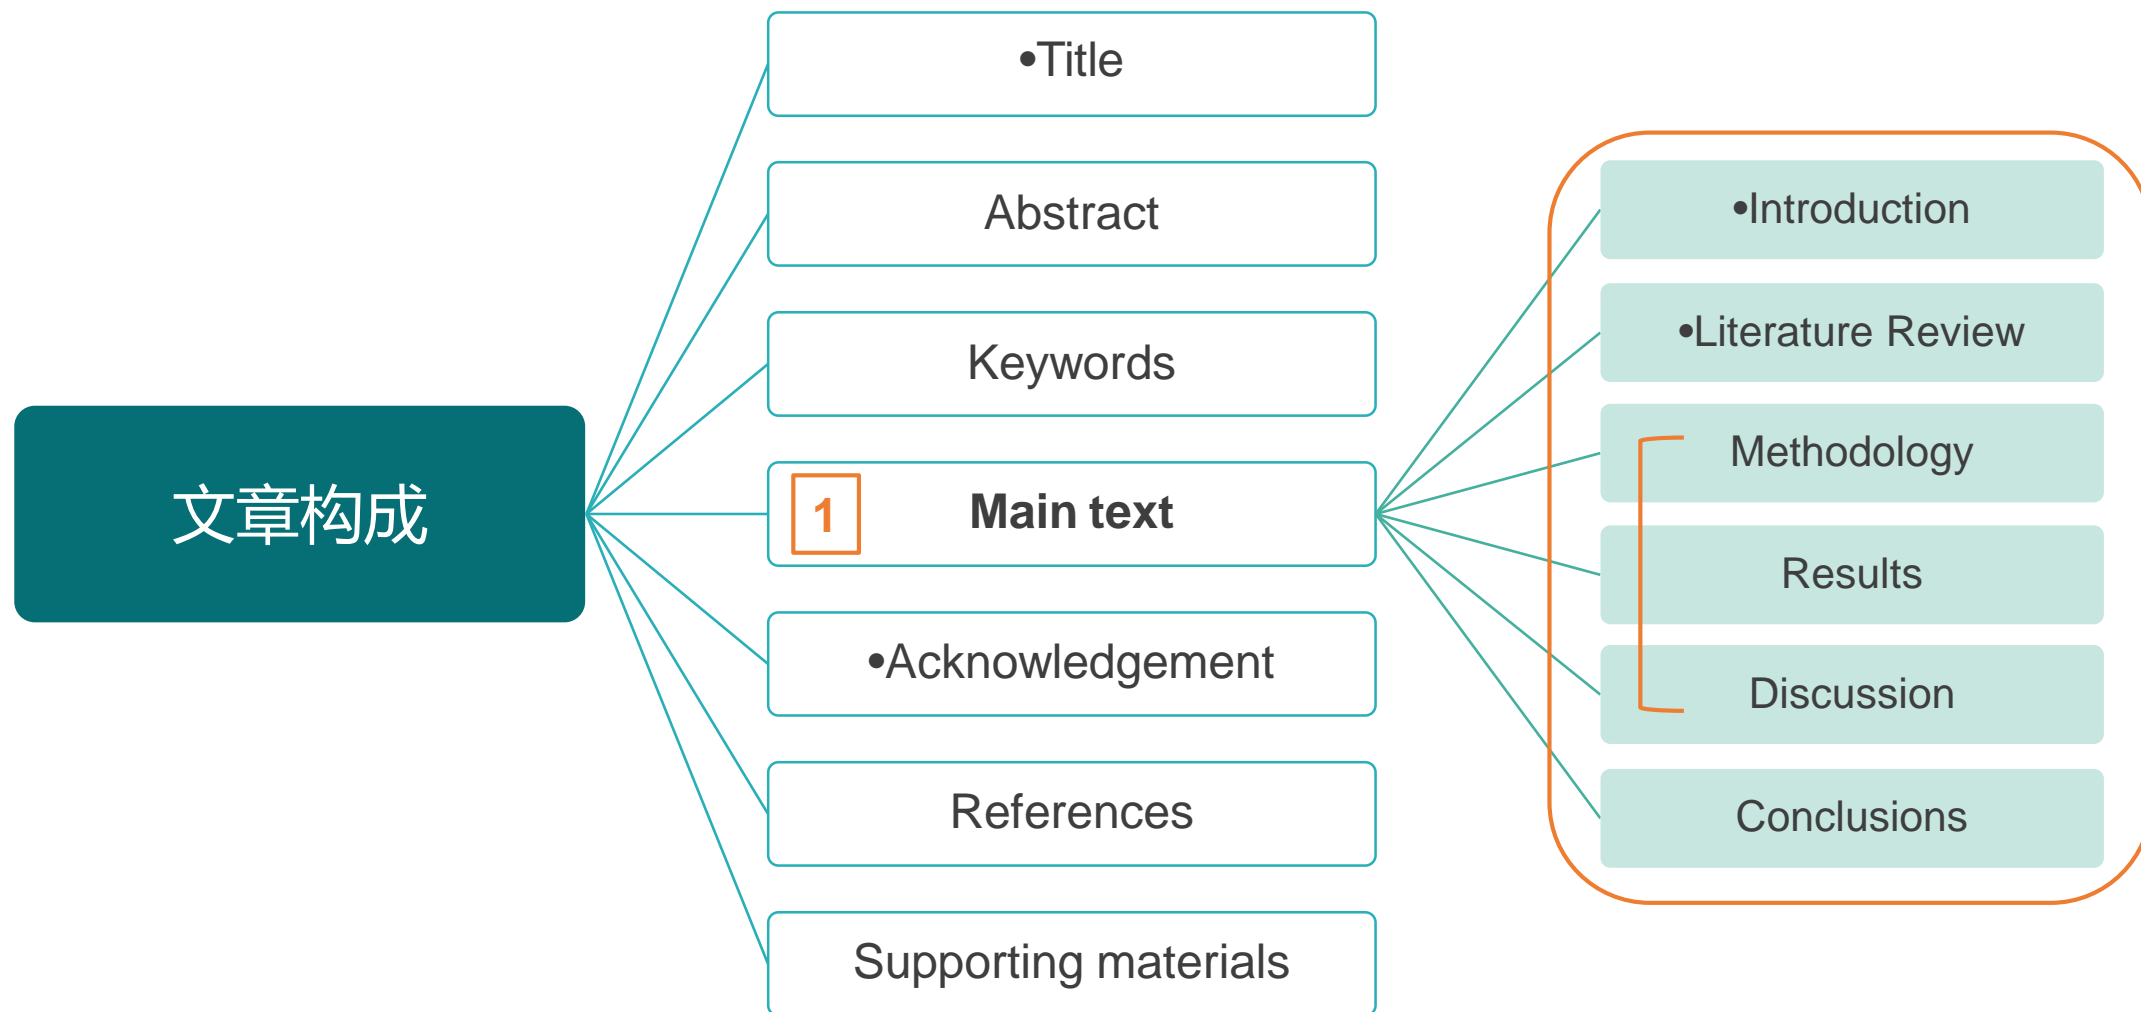 文章构成
•Title
Abstract
Keywords
1 Main text
•Acknowledgement
References
Supporting materials
•Introduction
•Literature Review
Methodology
Results
Discussion
Conclusions